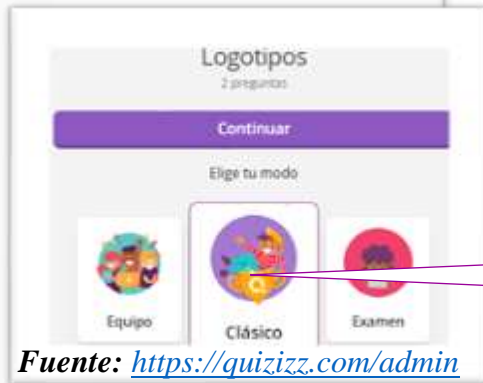 Logotipos
2 preguntas
Continuar
Elige tu modo
Equipo
Clásico
Examen
Fuente: https://quizizz.com/admin